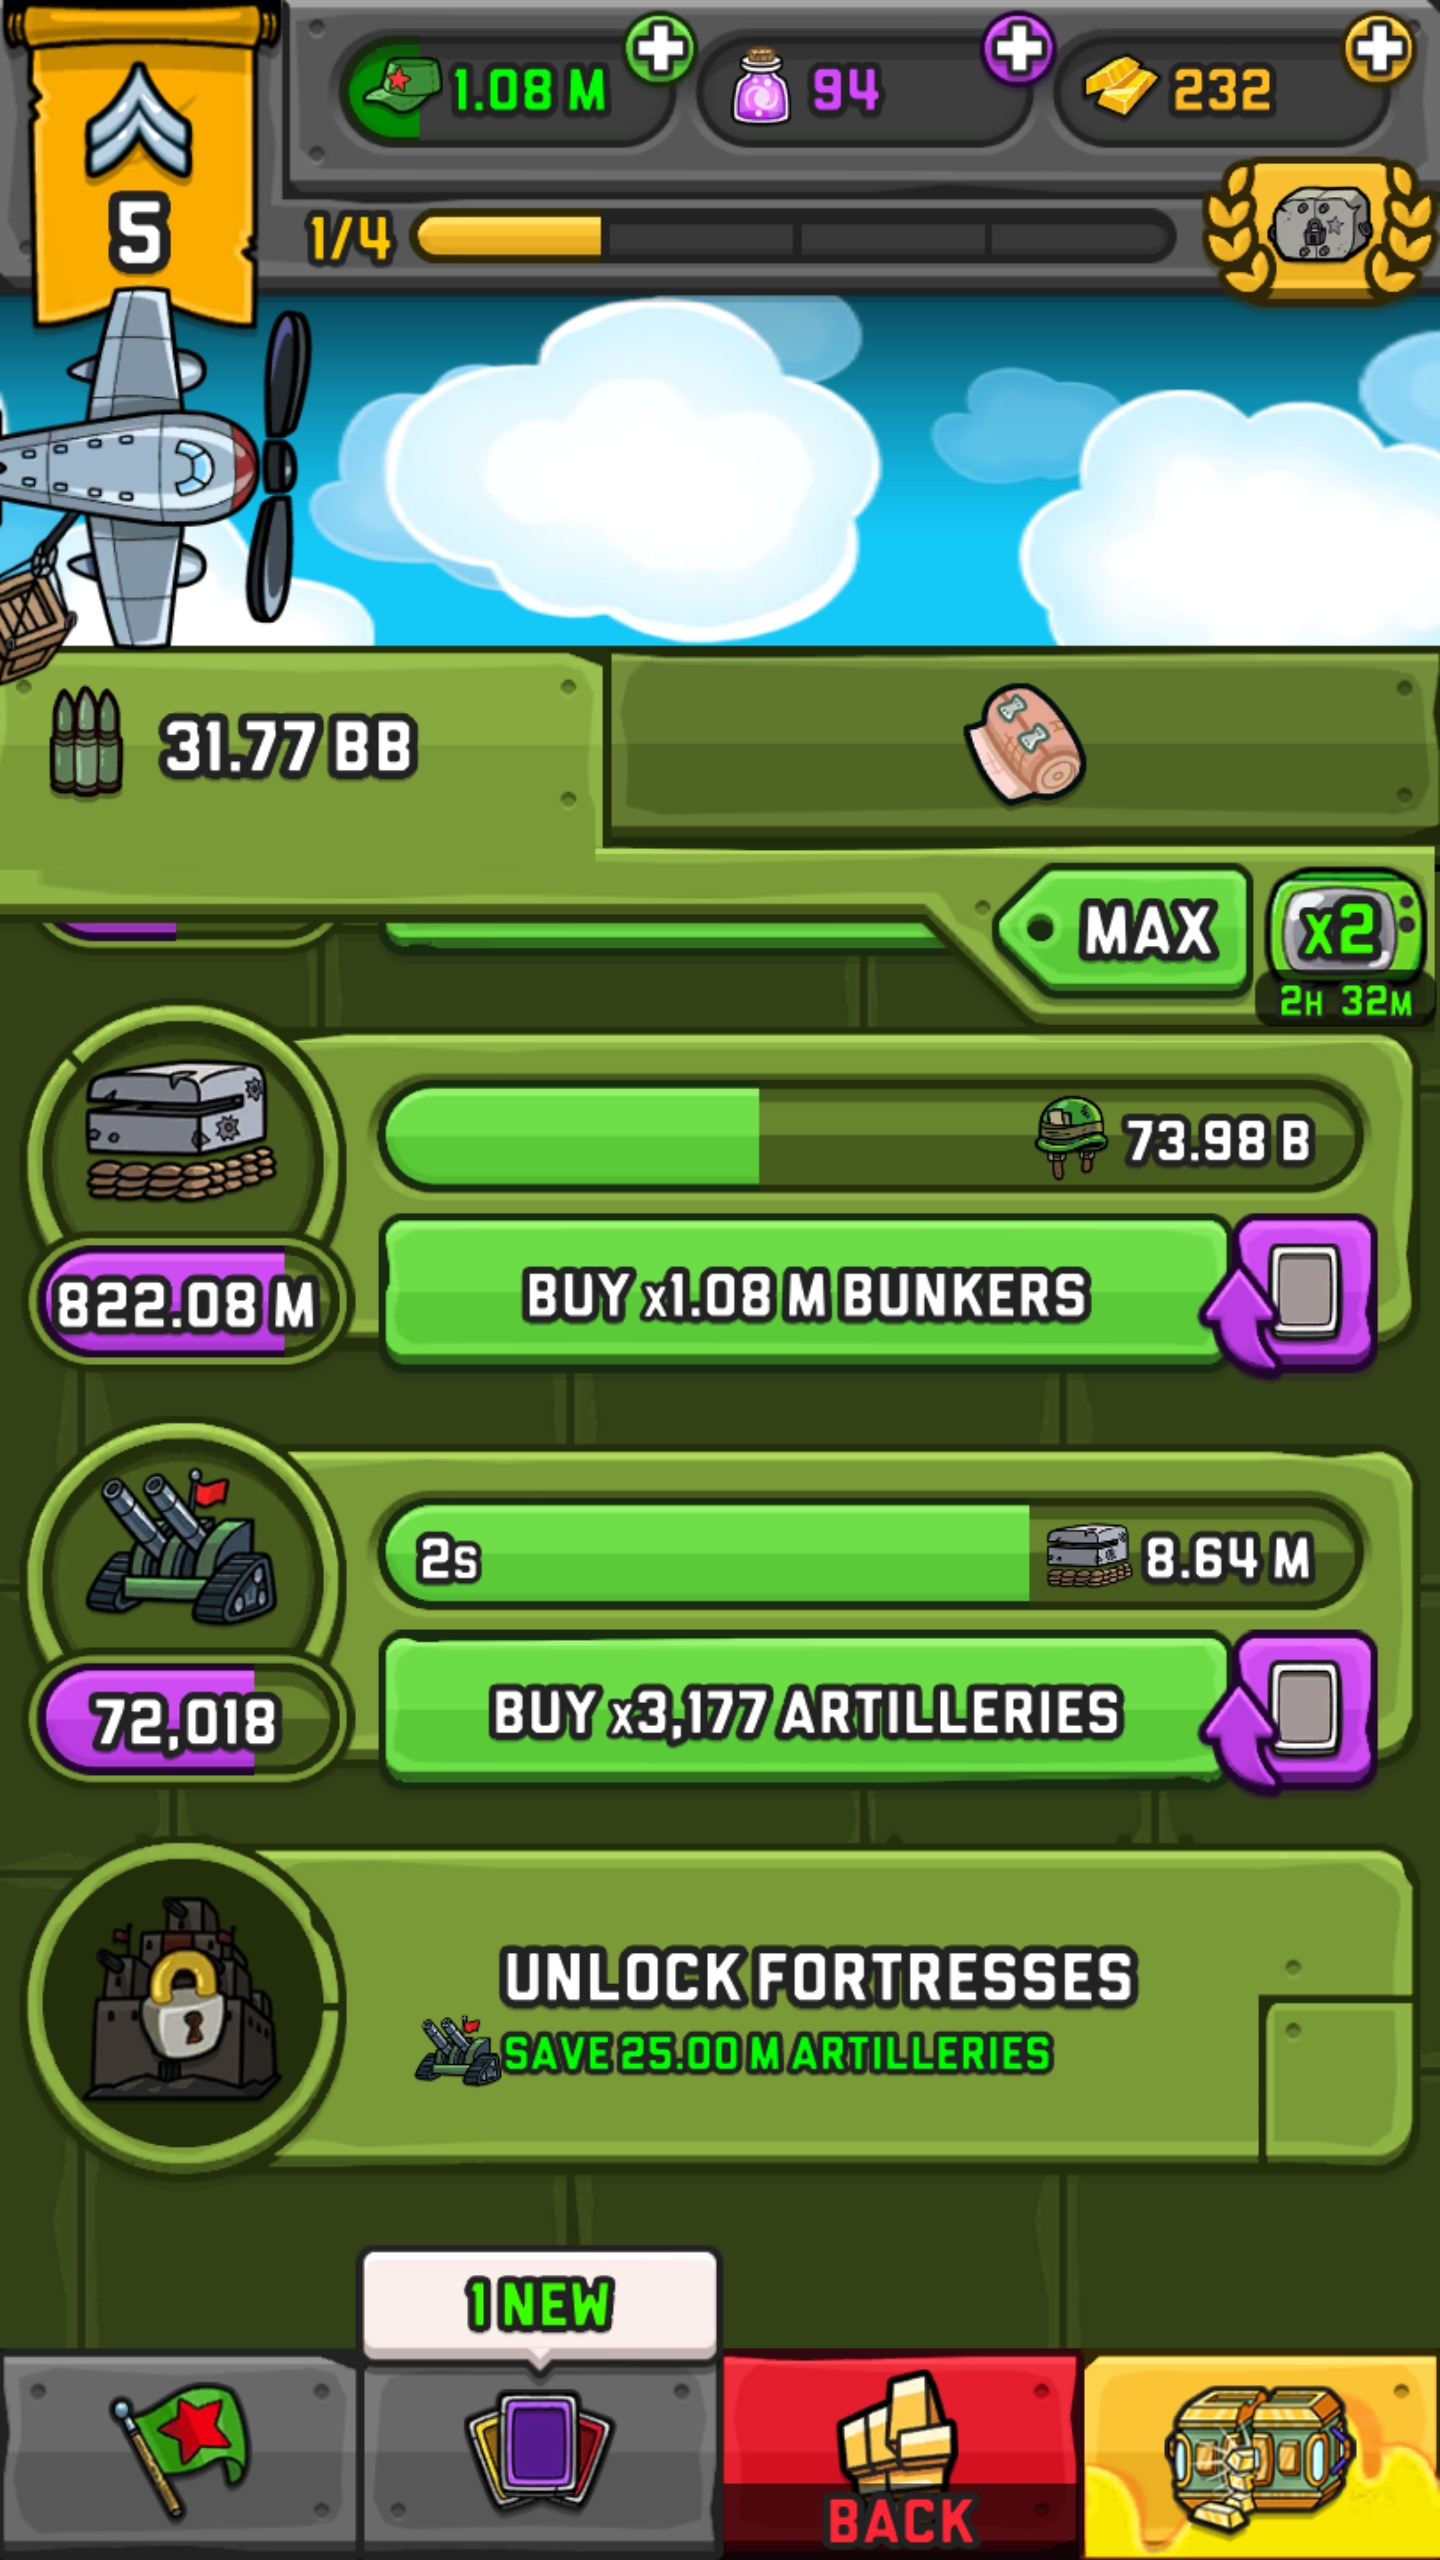 1.08 M
94
232
5
1/4
31.77 BB
MAX
x2
2H 32M
73.98 B
822.08 M
BUY x1.08 M BUNKERS
2s
8.64 M
72,018
BUY x3,177 ARTILLERIES
UNLOCK FORTRESSES
SAVE 25.00 M ARTILLERIES
1 NEW
BACK